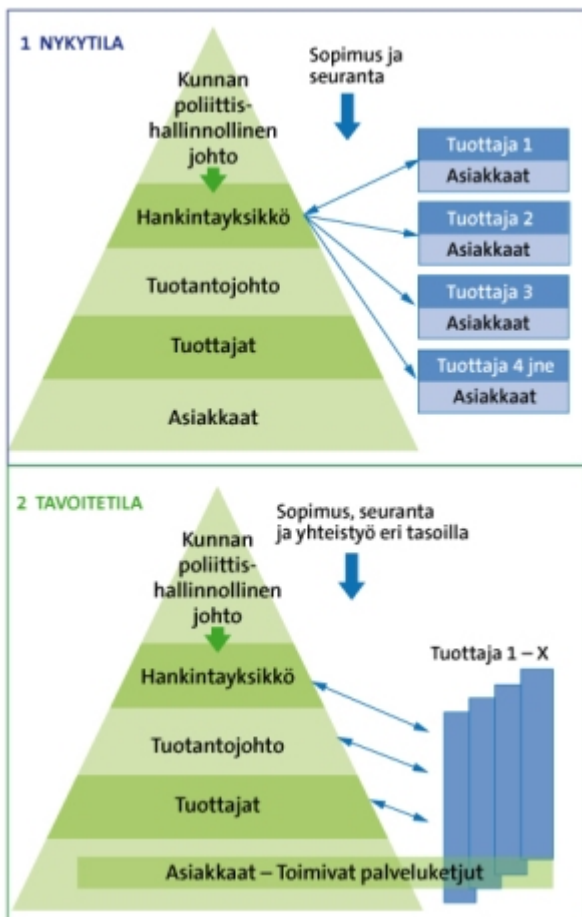 1 NYKYTILA
Kunnan
poliittis-
hallinnollinen
johto
Hankintayksikkö
Tuotantojohto
Tuottajat
Asiakkaat
Sopimus ja
seuranta
Tuottaja 1
Asiakkaat
Tuottaja 2
Asiakkaat
Tuottaja 3
Asiakkaat
Tuottaja 4 jne
Asiakkaat
2 TAVOITETILA
Kunnan
poliittis-
hallinnollinen
johto
Hankintayksikkö
Tuotantojohto
Tuottajat
Sopimus, seuranta
ja yhteistyö eri tasoilla
Tuottaja 1 – X
Asiakkaat – Toimivat palveluketjut